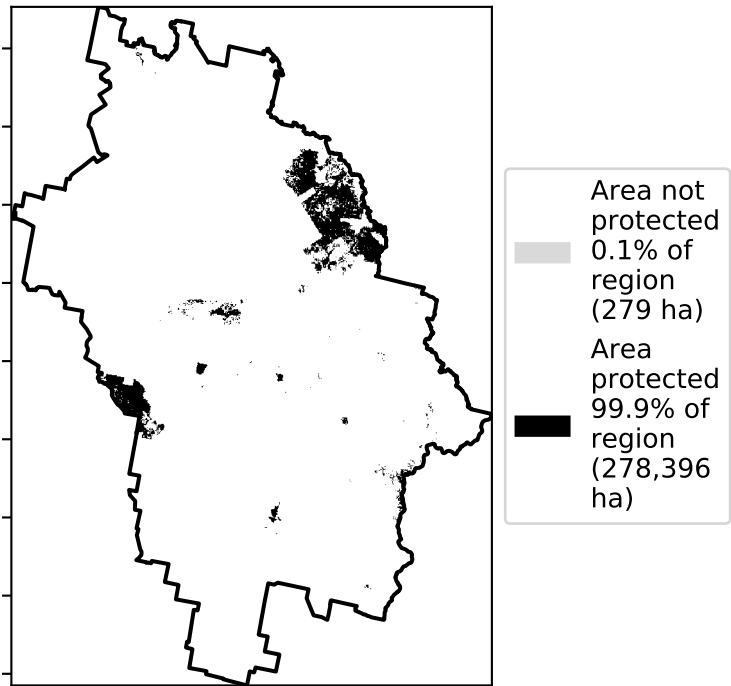 Area not
protected
0.1% of
region
(279 ha)
Area
protected
99.9% of
region
(278,396
ha)